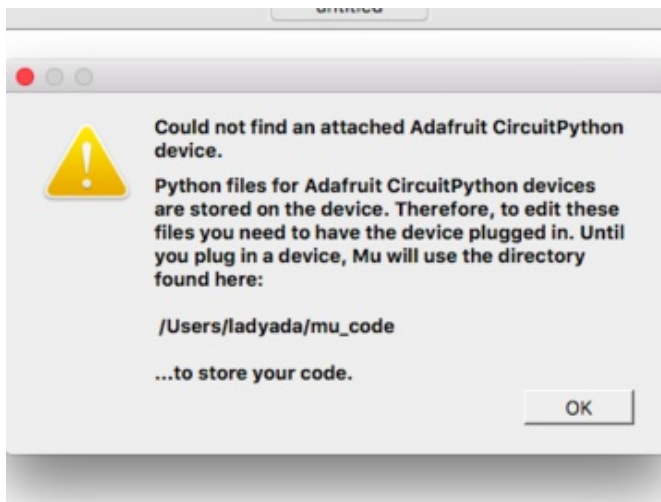 untitled
Could not find an attached Adafruit CircuitPython
device.
Python files for Adafruit CircuitPython devices
are stored on the device. Therefore, to edit these
files you need to have the device plugged in. Until
you plug in a device, Mu will use the directory
found here:
/Users/ladyada/mu_code
...to store your code.
OK